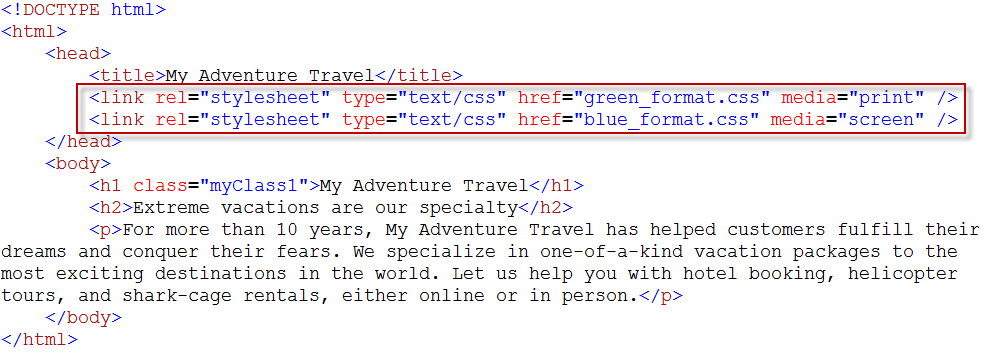 <!DOCTYPE html>
<html>
<head>
<title>My Adventure Travel</title>
<link rel="stylesheet" type="text/css" href="green_format.css" media="print" />
<link rel="stylesheet" type="text/css" href="blue_format.css" media="screen" />
</head>
<body>
<h1 class="myClass1">My Adventure Travel</h1>
<h2>Extreme vacations are our specialty</h2>
<p>For more than 10 years, My Adventure Travel has helped customers fulfill their
dreams and conquer their fears. We specialize in one-of-a-kind vacation packages to the
most exciting destinations in the world. Let us help you with hotel booking, helicopter
tours, and shark-cage rentals, either online or in person.</p>
</body>
</html>